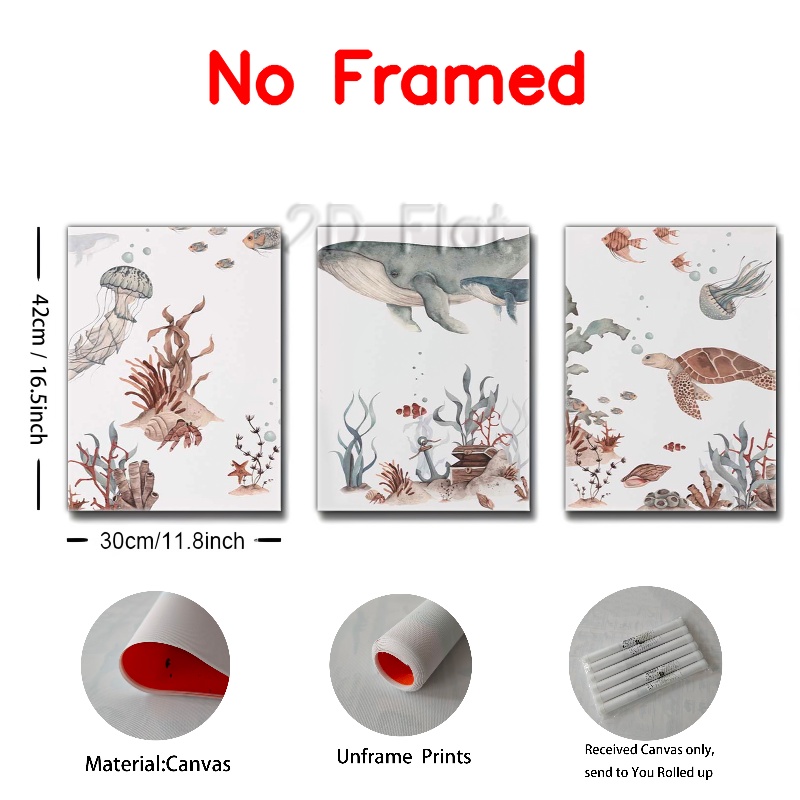 No Framed
2D Flat
42cm / 16.5inch
30cm/11.8inch
Material:Canvas
Unframe Prints
Received Canvas only,
send to You Rolled up